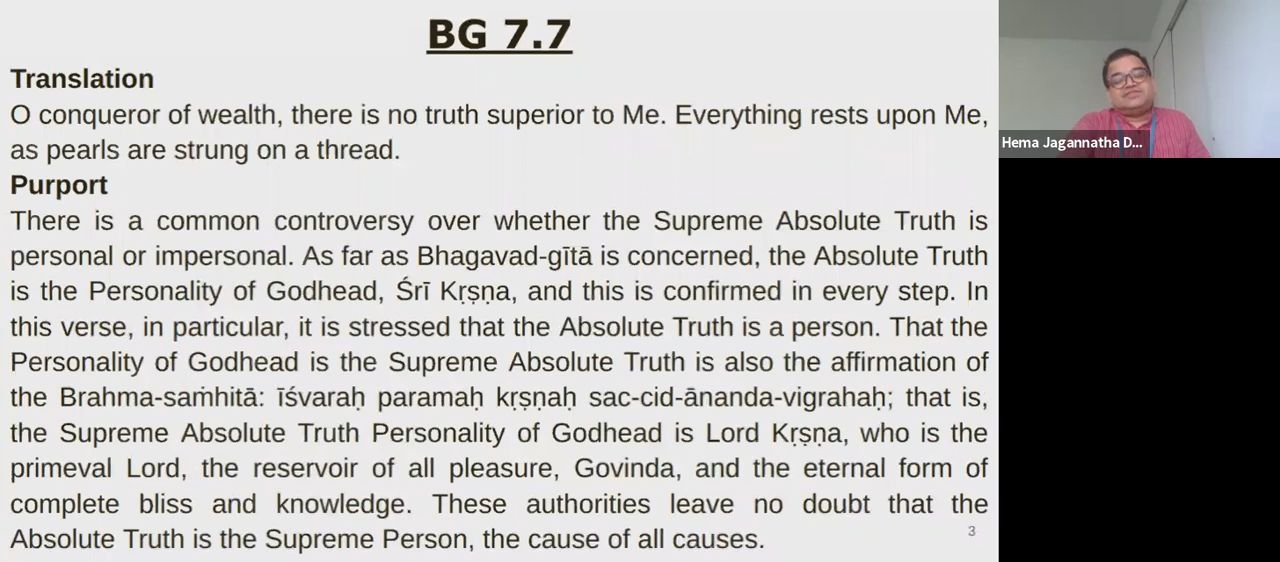 BG 7.7
Translation
O conqueror of wealth, there is no truth superior to Me. Everything rests upon Me,
as pearls are strung on a thread.
Purport
There is a common controversy over whether the Supreme Absolute Truth is
personal or impersonal. As far as Bhagavad-gītā is concerned, the Absolute Truth
is the Personality of Godhead, Śrī Kṛṣṇa, and this is confirmed in every step. In
this verse, in particular, it is stressed that the Absolute Truth is a person. That the
Personality of Godhead is the Supreme Absolute Truth is also the affirmation of
the Brahma-saṁhitā: īśvaraḥ paramaḥ kṛṣṇaḥ sac-cid-ānanda-vigrahaḥ; that is,
the Supreme Absolute Truth Personality of Godhead is Lord Kṛṣṇa, who is the
primeval Lord, the reservoir of all pleasure, Govinda, and the eternal form of
complete bliss and knowledge. These authorities leave no doubt that the
Absolute Truth is the Supreme Person, the cause of all causes.
3
Hema Jagannatha D...